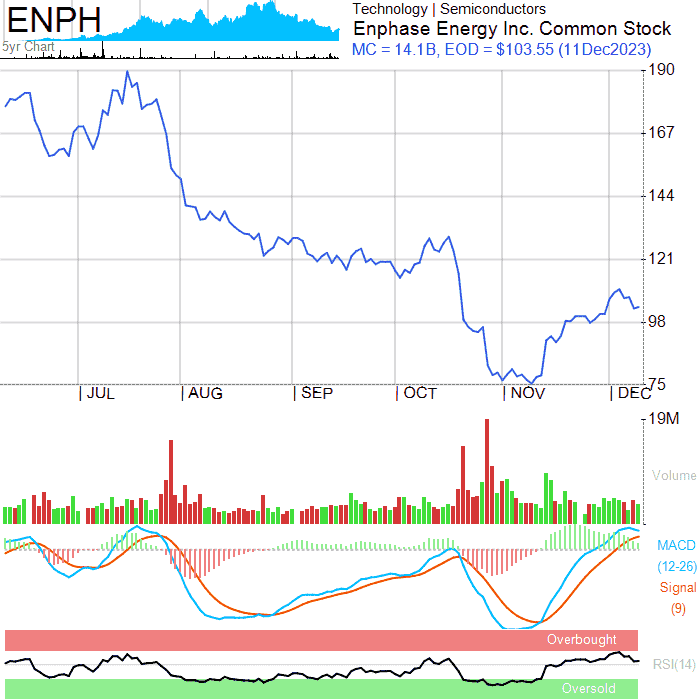 ENPH
5yr Chart
Technology | Semiconductors
Enphase Energy Inc. Common Stock
MC = 14.1B, EOD = $103.55 (11Dec2023)
190
167
144
121
98
75
| JUL | AUG | SEP | OCT | NOV | DEC
19M
Volume
MACD
(12-26)
Signal
(9)
Overbought
RSI(14)
Oversold